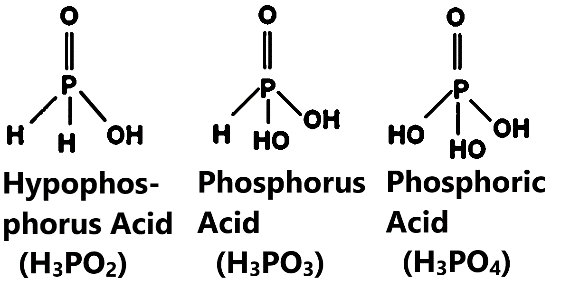 O O O
P P P
H H OH H HO OH HO HO OH
Hypophos-
phorus Acid
(H₃PO₂)
Phosphorus
Acid
(H₃PO₃)
Phosphoric
Acid
(H₃PO₄)